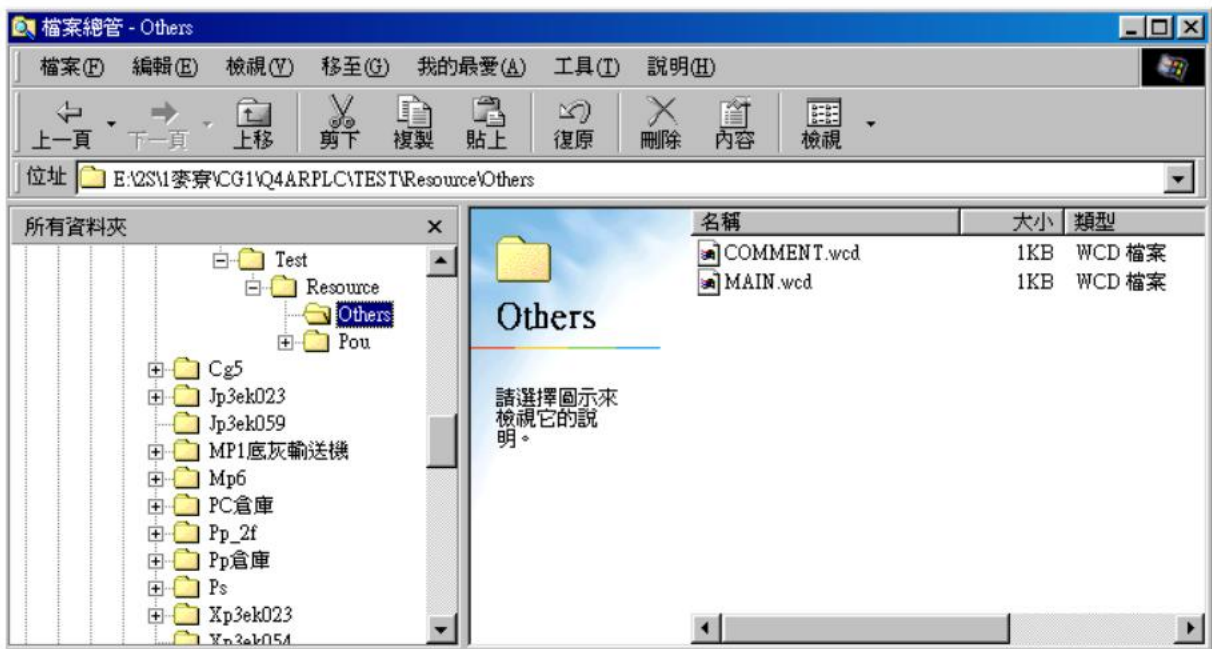 檔案總管 - Others
檔案(F) 編輯(E) 檢視(V) 移至(G) 我的最愛(A) 工具(T) 說明(H)
上一頁 下一頁 上移 剪下 複製 貼上 復原 刪除 內容 檢視
位址 E:\2S\1麥寮\CG1\Q4ARPLC\TEST\Resource\Others
所有資料夾
Test
Resource
Others
Pou
Cg5
Jp3ek023
Jp3ek059
MP1底灰輸送機
Mp6
PC倉庫
Pp_2f
Pp倉庫
Ps
Xp3ek023
Xp3ek054
Others
請選擇圖示來
檢視它的說
明。
名稱 大小 類型
COMMENT.wcd 1KB WCD 檔案
MAIN.wcd 1KB WCD 檔案